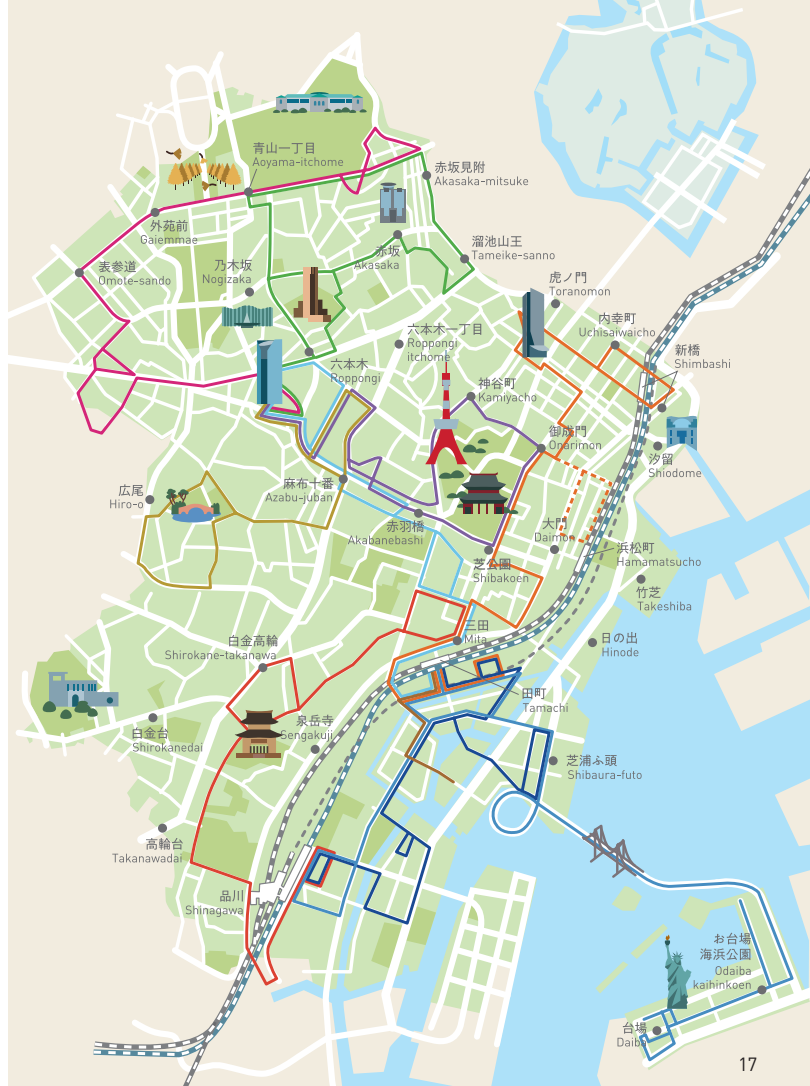 青山一丁目
Aoyama-itchome
赤坂見附
Akasaka-mitsuke
外苑前
Gaiemmae
溜池山王
Tameike-sanno
赤坂
Akasaka
表参道
Omote-sando
乃木坂
Nogizaka
虎ノ門
Toranomon
内幸町
Uchisaiwaicho
六本木一丁目
Roppongi
itchome
新橋
Shimbashi
六本木
Roppongi
神谷町
Kamiyacho
御成門
Onarimon
汐留
Shiodome
広尾
Hiro-o
麻布十番
Azabu-juban
赤羽橋
Akabanebashi
大門
Daimon
浜松町
Hamamatsucho
芝公園
Shibakoen
竹芝
Takeshiba
三田
Mita
日の出
Hinode
白金高輪
Shirokane-takanawa
田町
Tamachi
白金台
Shirokanedai
泉岳寺
Sengakuji
芝浦ふ頭
Shibaura-futo
高輪台
Takanawadai
品川
Shinagawa
お台場
海浜公園
Odaiba
kaihinkoen
台場
Daiba
17